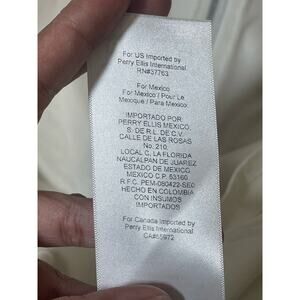 For US Imported by
Perry Ellis International
RN#37763
For Mexico
For Mexico / Pour Le
Mexique / Para Mexico
IMPORTADO POR:
PERRY ELLIS MEXICO,
S. DE R.L. DE C.V.
CALLE DE LAS ROSAS
No. 210,
LOCAL C, LA FLORIDA
NAUCALPAN DE JUAREZ
ESTADO DE MEXICO
MEXICO C.P. 53160
R.F.C. PEM-080422-SE0
HECHO EN COLOMBIA
CON INSUMOS
IMPORTADOS
For Canada Imported by
Perry Ellis International